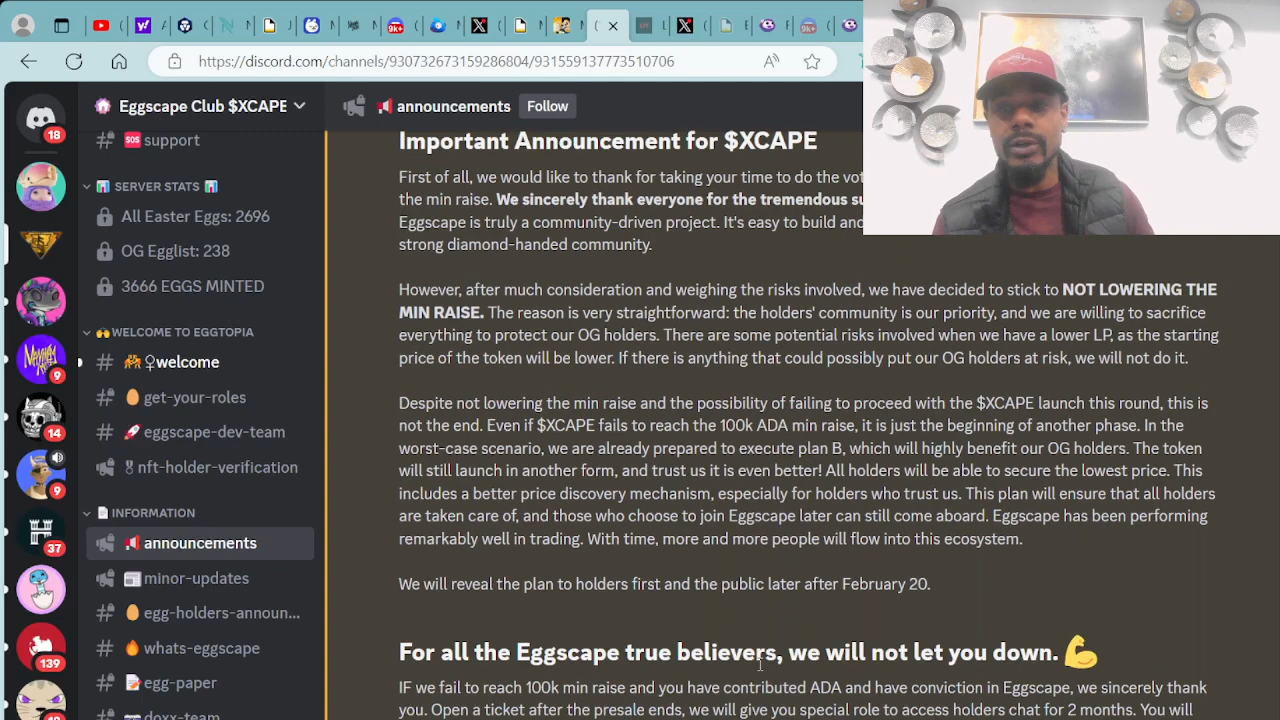 https://discord.com/channels/930732673159286804/931559137773510706
18
9
14
9
37
139
Eggscape Club $XCAPE
SOS support
SERVER STATS
All Easter Eggs: 2696
OG Egglist: 238
3666 EGGS MINTED
WELCOME TO EGGTOPIA
welcome
get-your-roles
eggscape-dev-team
nft-holder-verification
INFORMATION
announcements
minor-updates
egg-holders-announ...
whats-eggscape
egg-paper
doxx-team
announcements Follow
Important Announcement for $XCAPE
First of all, we would like to thank for taking your time to do the vot
the min raise. We sincerely thank everyone for the tremendous su
Eggscape is truly a community-driven project. It's easy to build and
strong diamond-handed community.
However, after much consideration and weighing the risks involved, we have decided to stick to NOT LOWERING THE
MIN RAISE. The reason is very straightforward: the holders' community is our priority, and we are willing to sacrifice
everything to protect our OG holders. There are some potential risks involved when we have a lower LP, as the starting
price of the token will be lower. If there is anything that could possibly put our OG holders at risk, we will not do it.
Despite not lowering the min raise and the possibility of failing to proceed with the $XCAPE launch this round, this is
not the end. Even if $XCAPE fails to reach the 100k ADA min raise, it is just the beginning of another phase. In the
worst-case scenario, we are already prepared to execute plan B, which will highly benefit our OG holders. The token
will still launch in another form, and trust us it is even better! All holders will be able to secure the lowest price. This
includes a better price discovery mechanism, especially for holders who trust us. This plan will ensure that all holders
are taken care of, and those who choose to join Eggscape later can still come aboard. Eggscape has been performing
remarkably well in trading. With time, more and more people will flow into this ecosystem.
We will reveal the plan to holders first and the public later after February 20.
For all the Eggscape true believers, we will not let you down.
IF we fail to reach 100k min raise and you have contributed ADA and have conviction in Eggscape, we sincerely thank
you. Open a ticket after the presale ends, we will give you special role to access holders chat for 2 months. You will